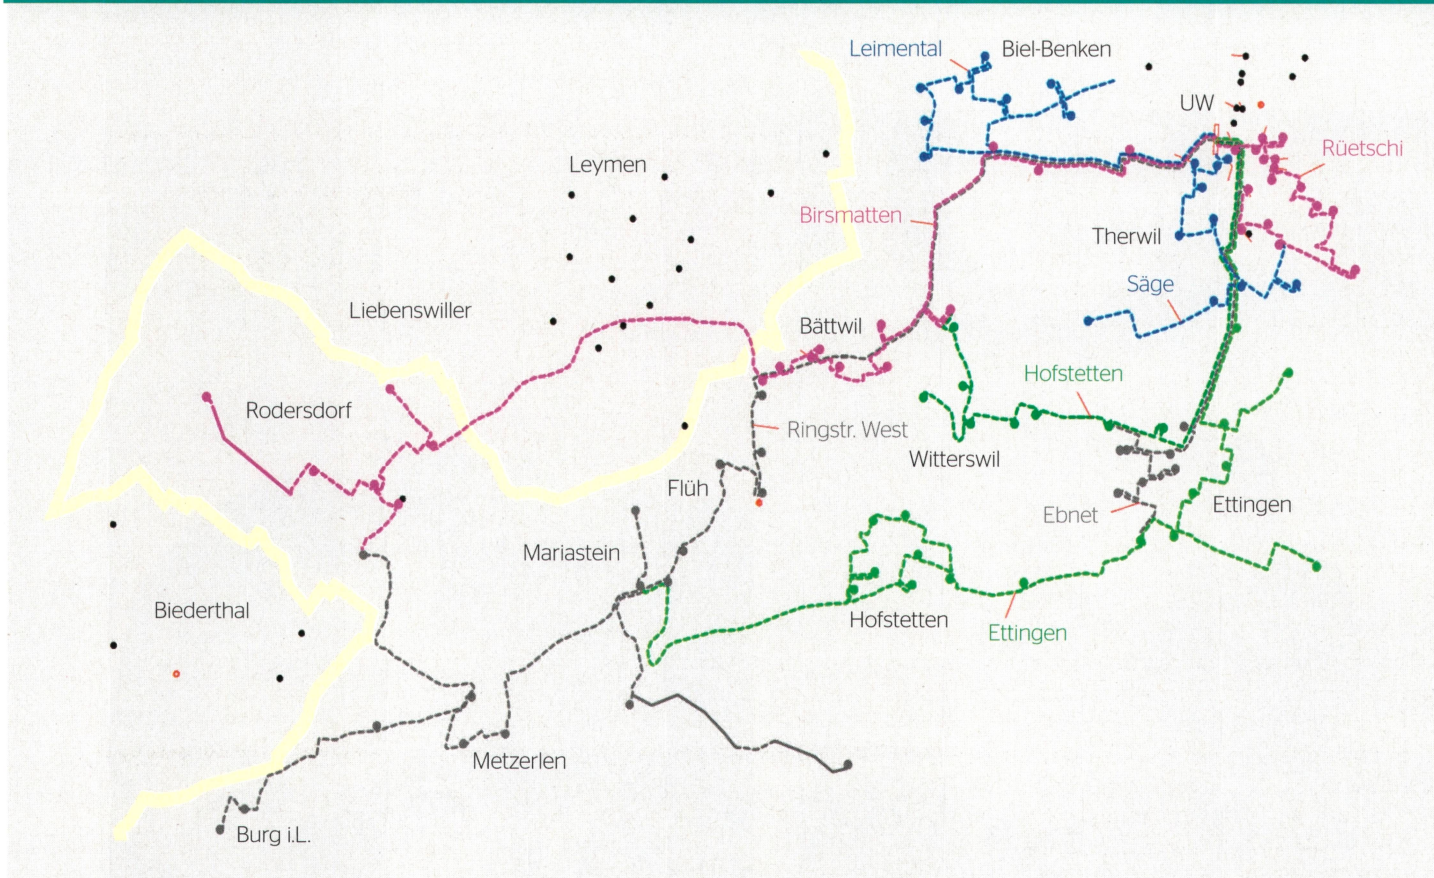 Leimental
Biel-Benken
UW
Rüetschi
Leymen
Birsmatten
Therwil
Säge
Liebenswiller
Bättwil
Hofstetten
Rodersdorf
Ringstr. West
Witterswil
Flüh
Ebnet
Ettingen
Mariastein
Biederthal
Hofstetten
Ettingen
Metzerlen
Burg i.L.